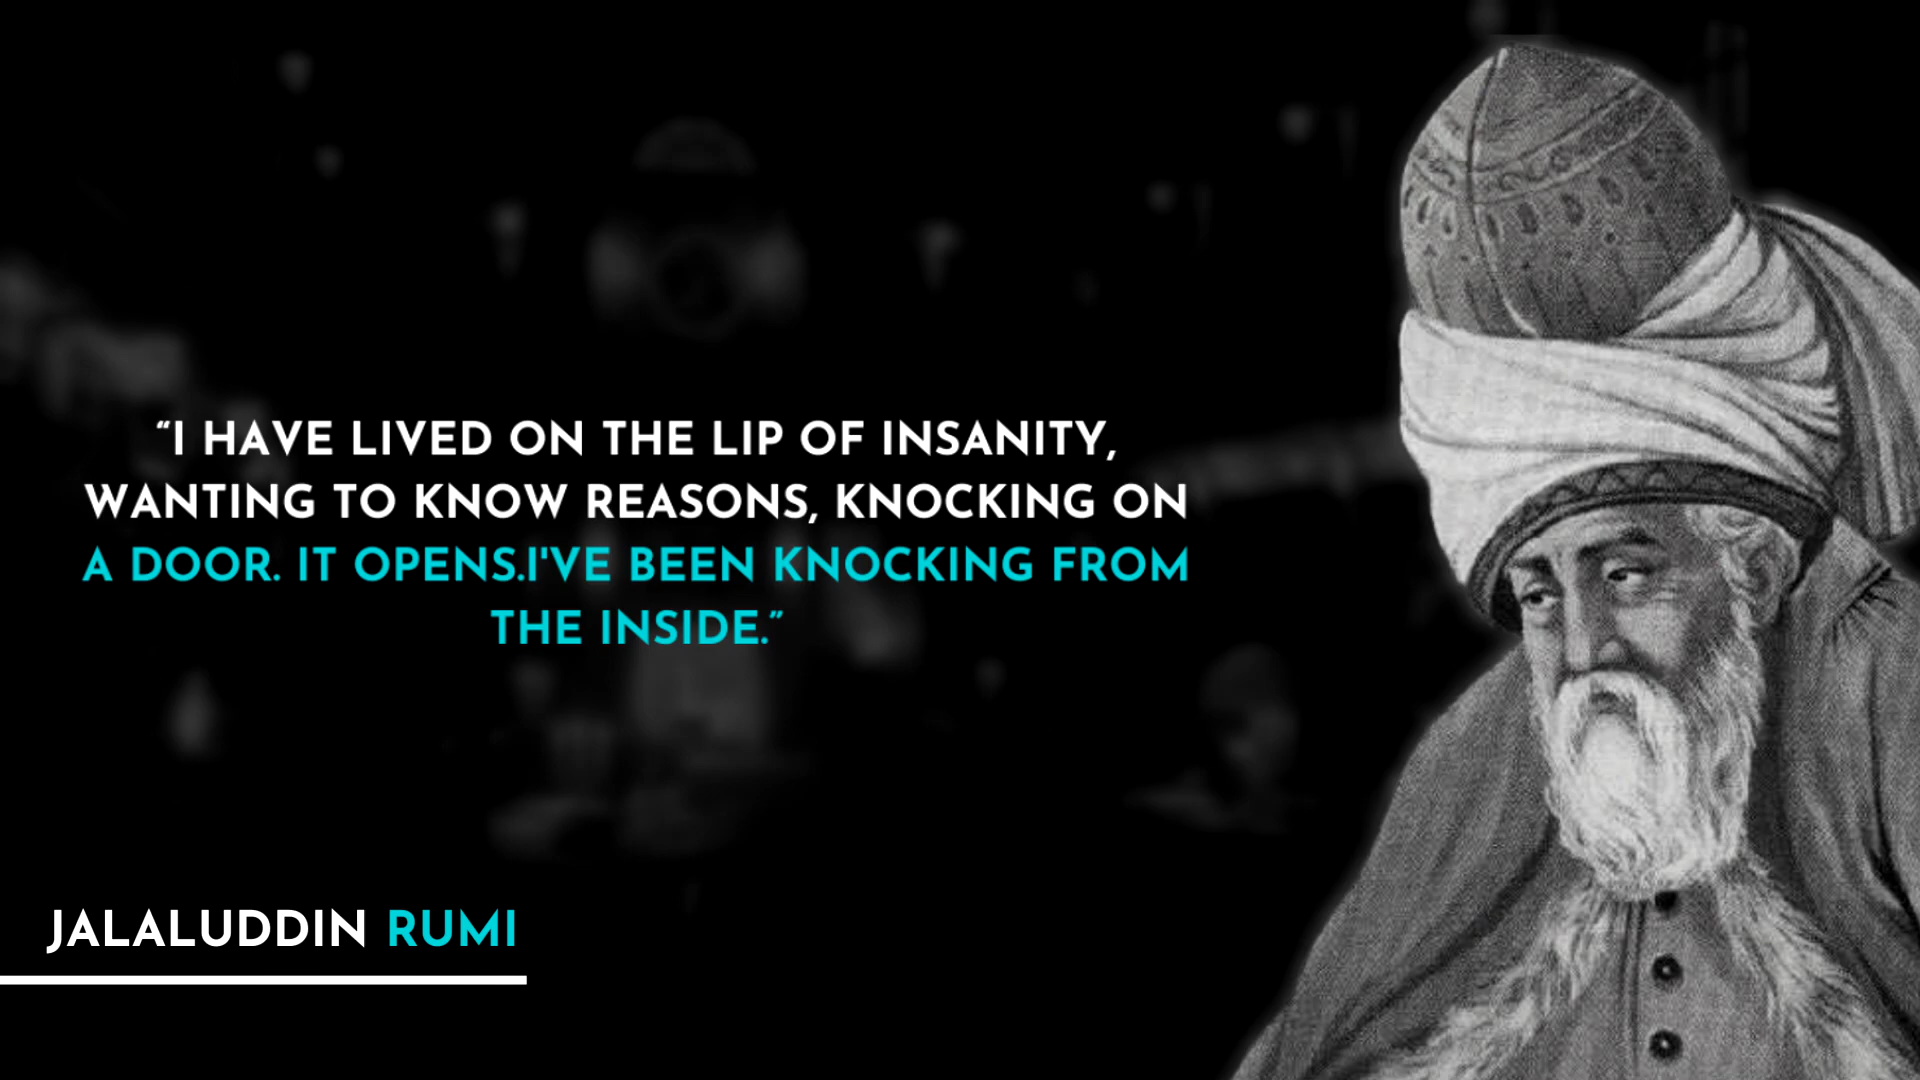 “I HAVE LIVED ON THE LIP OF INSANITY,
WANTING TO KNOW REASONS, KNOCKING ON
A DOOR. IT OPENS.I'VE BEEN KNOCKING FROM
THE INSIDE.”
JALALUDDIN RUMI